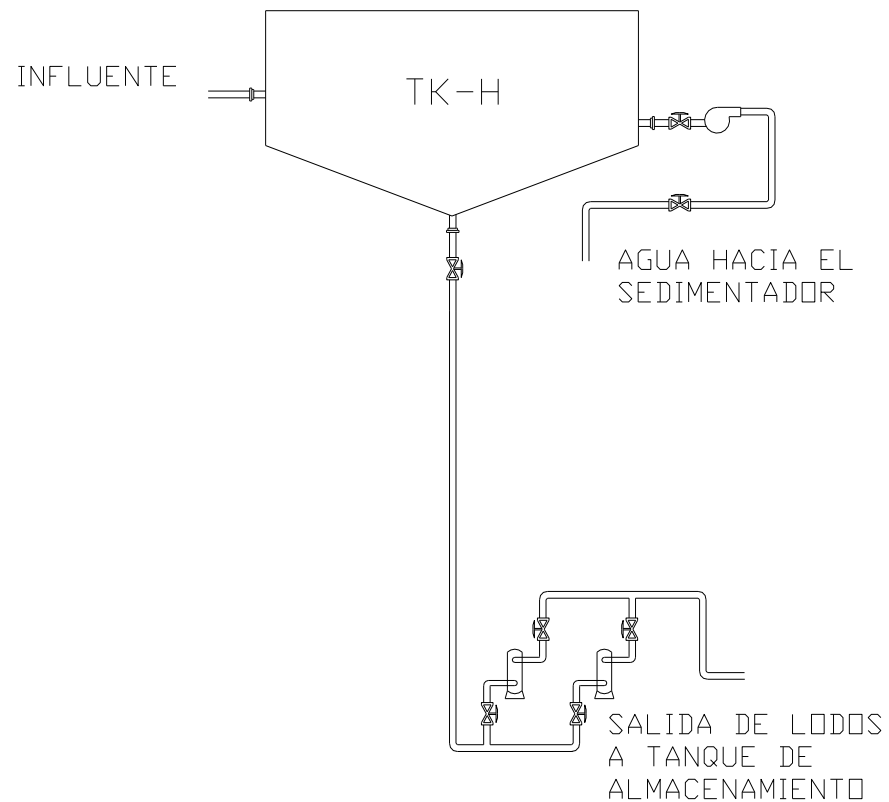 INFLUENTE
TK-H
AGUA HACIA EL
SEDIMENTADOR
SALIDA DE LODOS
A TANQUE DE
ALMACENAMIENTO